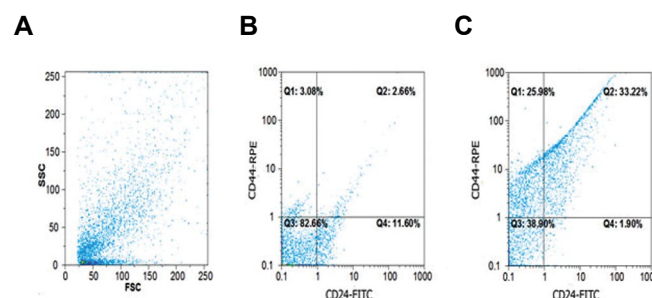 A
B
C
SSC
250
200
150
100
50
0
0 50 100 150 200 250
FSC
CD44-RPE
1000
100
10
1
0.1
Q1: 3.08%
Q2: 2.66%
Q3: 82.66%
Q4: 11.60%
0.1 1 10 100 1000
CD24-FITC
CD44-RPE
1000
100
10
1
0.1
Q1: 25.98%
Q2: 33.22%
Q3: 38.90%
Q4: 1.90%
0.1 1 10 100 1000
CD24-FITC